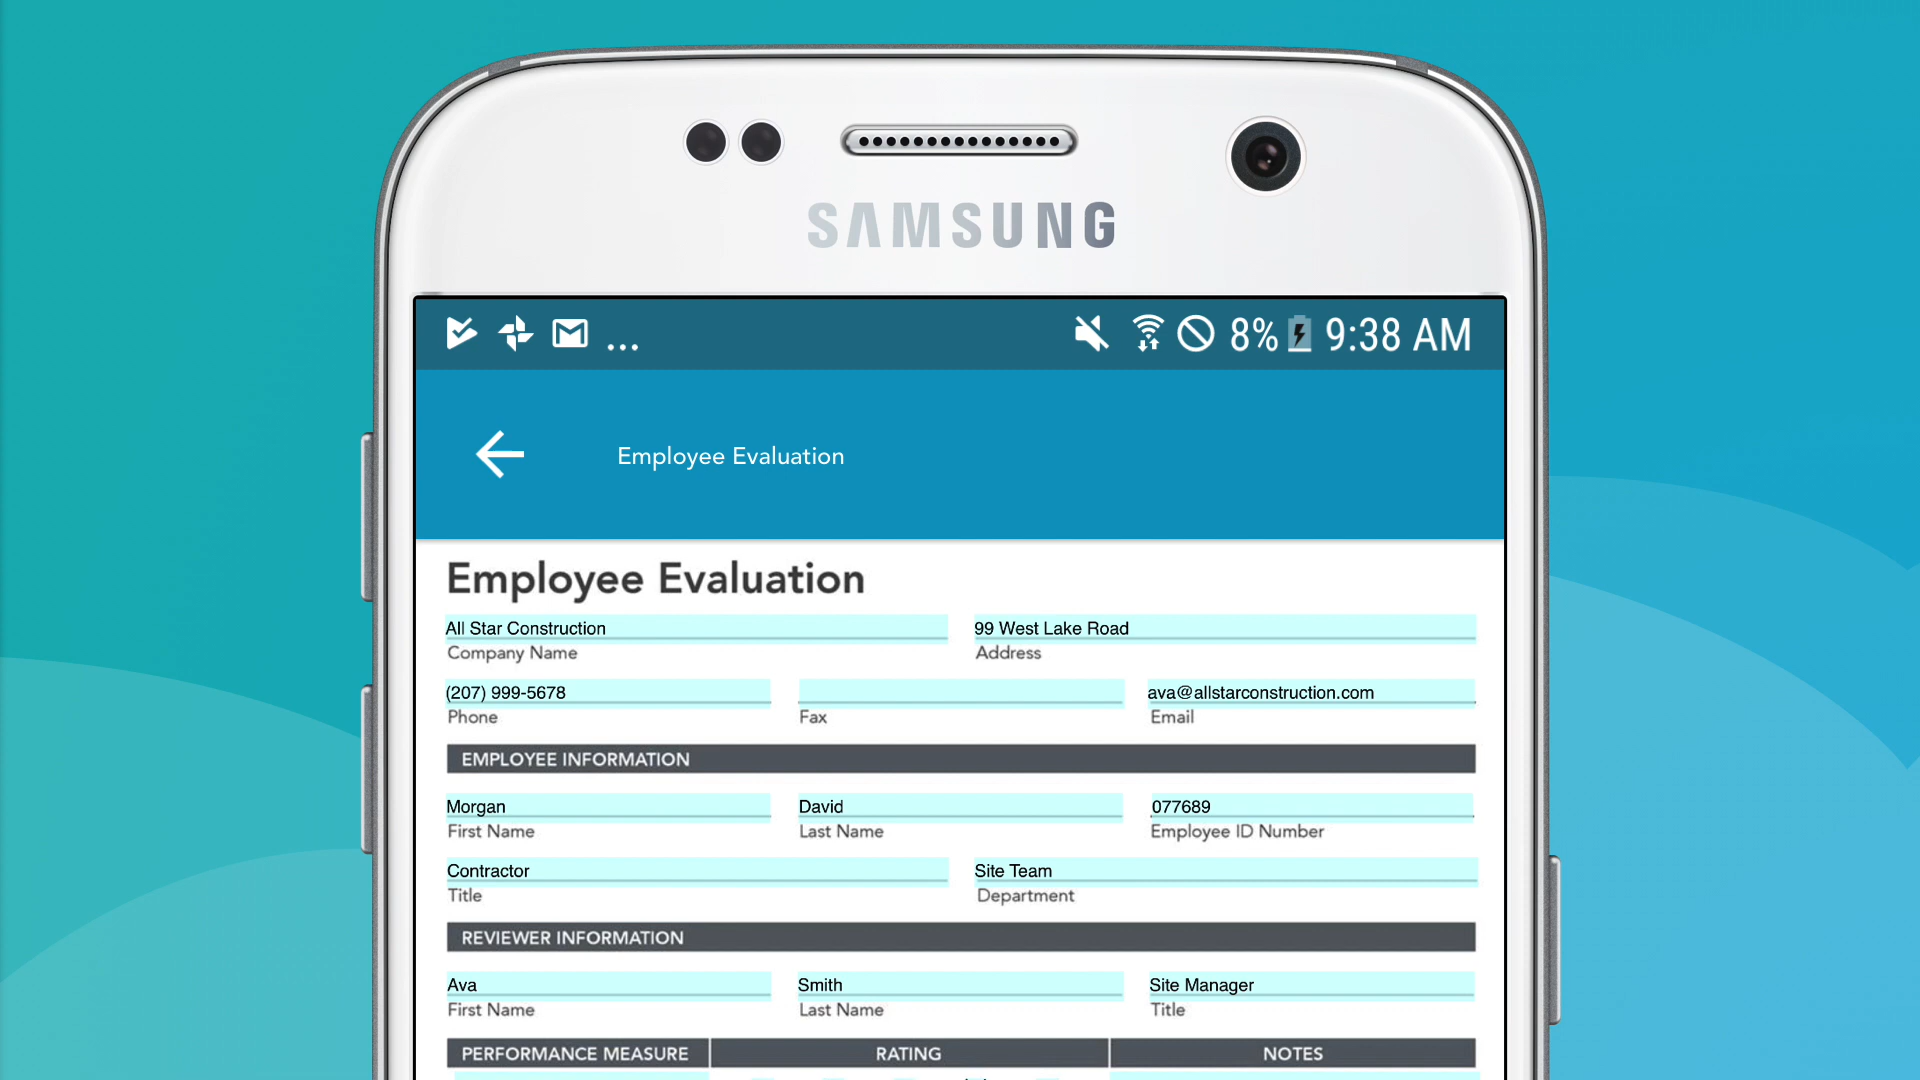 SAMSUNG
... 8% 9:38 AM
Employee Evaluation
Employee Evaluation
All Star Construction 99 West Lake Road
Company Name Address
(207) 999-5678 ava@allstarconstruction.com
Phone Fax Email
EMPLOYEE INFORMATION
Morgan David 077689
First Name Last Name Employee ID Number
Contractor Site Team
Title Department
REVIEWER INFORMATION
Ava Smith Site Manager
First Name Last Name Title
PERFORMANCE MEASURE RATING NOTES